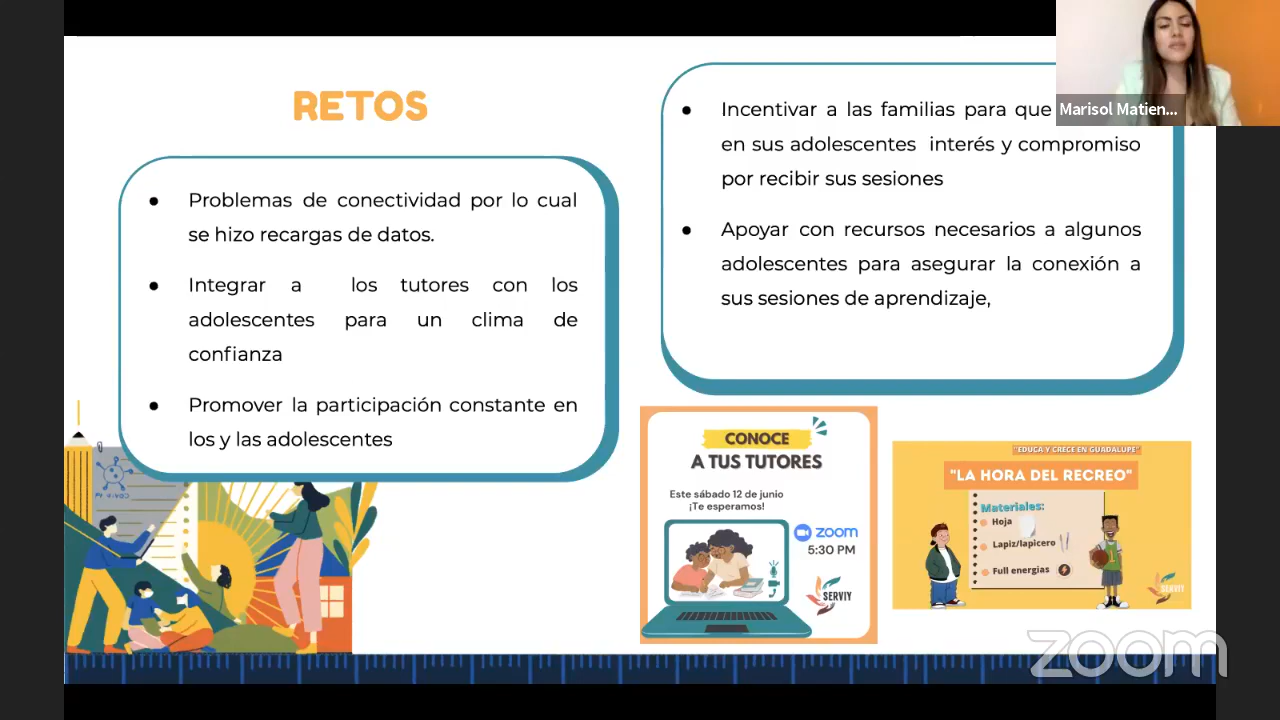 RETOS
Problemas de conectividad por lo cual
se hizo recargas de datos.
Integrar a los tutores con los
adolescentes para un clima de
confianza
Promover la participación constante en
los y las adolescentes
Incentivar a las familias para que
en sus adolescentes interés y compromiso
por recibir sus sesiones
Apoyar con recursos necesarios a algunos
adolescentes para asegurar la conexión a
sus sesiones de aprendizaje,
Marisol Matien...
CONOCE
A TUS TUTORES
Este sábado 12 de junio
¡Te esperamos!
zoom
5:30 PM
SERVIY
"EDUCA Y CRECE EN GUADALUPE"
"LA HORA DEL RECREO"
Materiales:
Hoja
Lapiz/lapicero
Full energias
SERVIY
zoom